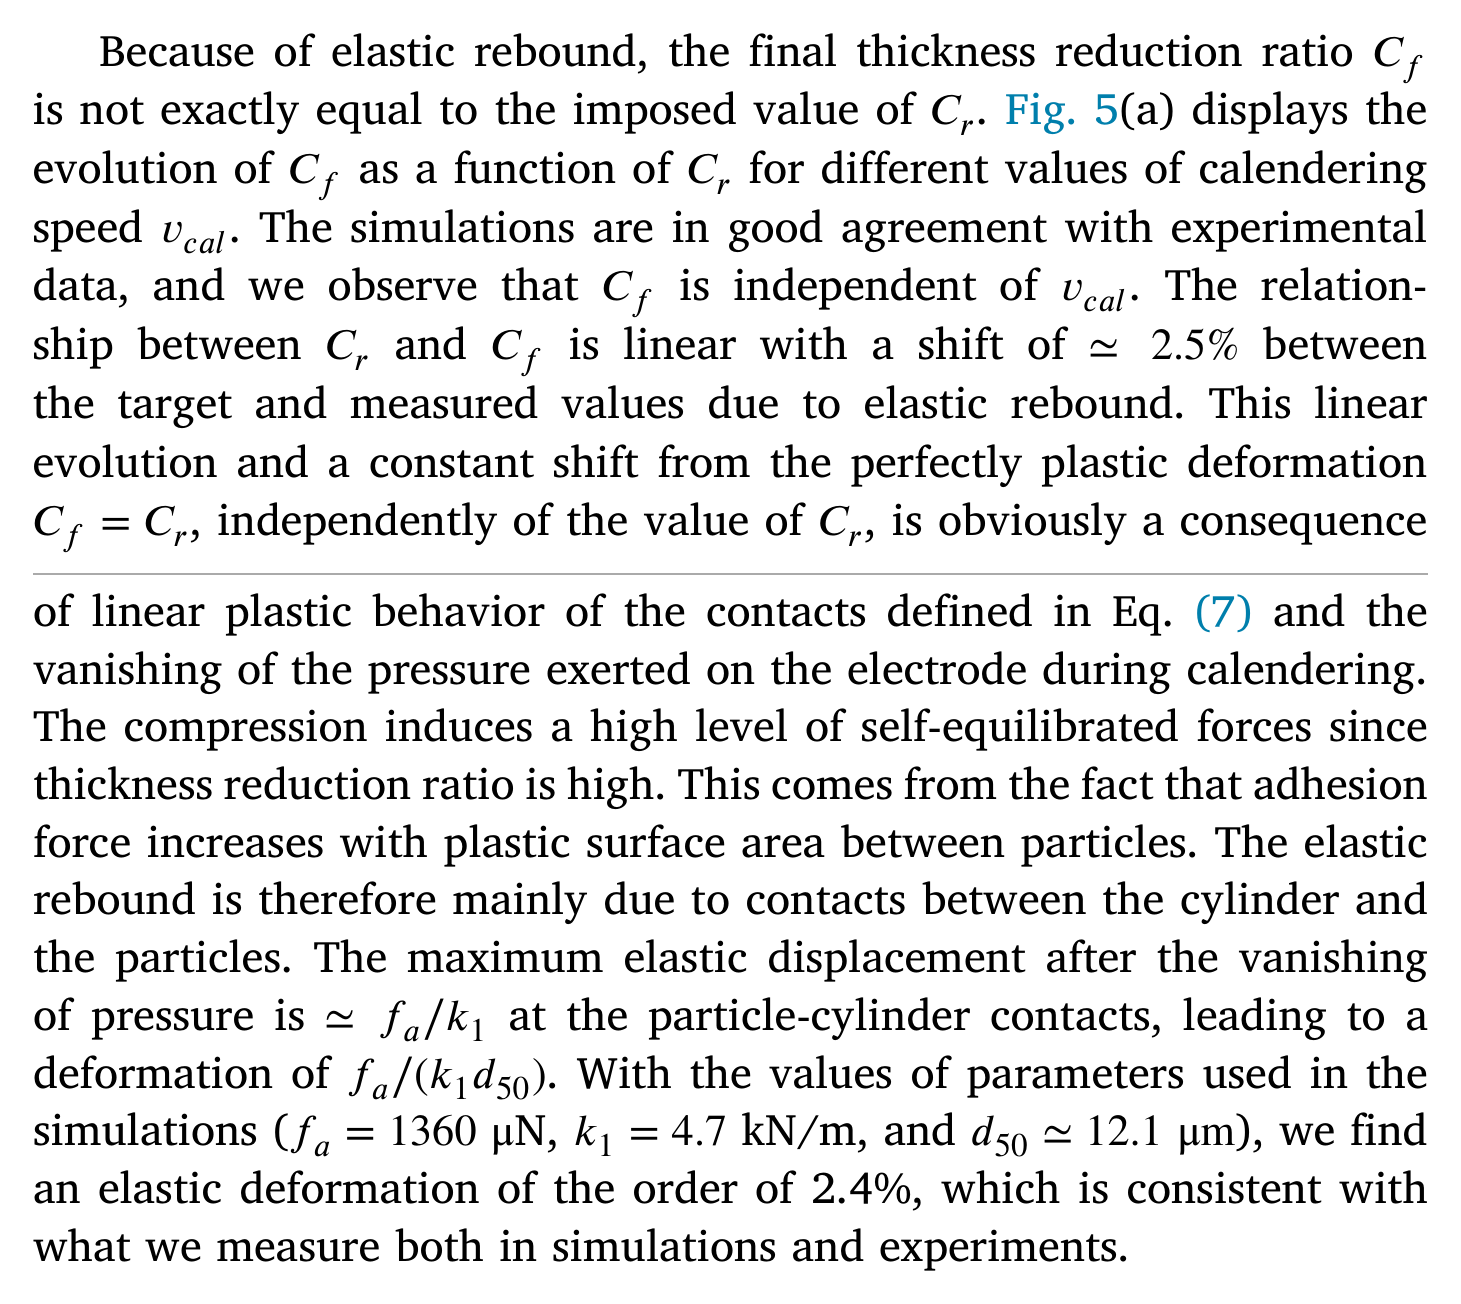 Because of elastic rebound, the final thickness reduction ratio C_f
is not exactly equal to the imposed value of C_r. Fig. 5(a) displays the
evolution of C_f as a function of C_r for different values of calendering
speed v_cal. The simulations are in good agreement with experimental
data, and we observe that C_f is independent of v_cal. The relation-
ship between C_r and C_f is linear with a shift of ≃ 2.5% between
the target and measured values due to elastic rebound. This linear
evolution and a constant shift from the perfectly plastic deformation
C_f = C_r, independently of the value of C_r, is obviously a consequence
of linear plastic behavior of the contacts defined in Eq. (7) and the
vanishing of the pressure exerted on the electrode during calendering.
The compression induces a high level of self-equilibrated forces since
thickness reduction ratio is high. This comes from the fact that adhesion
force increases with plastic surface area between particles. The elastic
rebound is therefore mainly due to contacts between the cylinder and
the particles. The maximum elastic displacement after the vanishing
of pressure is ≃ f_a/k_1 at the particle-cylinder contacts, leading to a
deformation of f_a/(k_1d_50). With the values of parameters used in the
simulations (f_a = 1360 μN, k_1 = 4.7 kN/m, and d_50 ≃ 12.1 μm), we find
an elastic deformation of the order of 2.4%, which is consistent with
what we measure both in simulations and experiments.